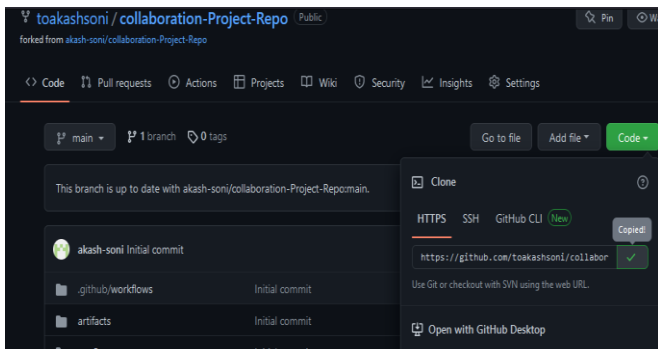 toakashsoni / collaboration-Project-Repo Public
Pin
forked from akash-soni/collaboration-Project-Repo
<> Code Pull requests Actions Projects Wiki Security Insights Settings
main 1 branch 0 tags Go to file Add file Code
This branch is up to date with akash-soni/collaboration-Project-Repo:main.
Clone
HTTPS SSH GitHub CLI New
Copied!
https://github.com/toakashsoni/collabor
Use Git or checkout with SVN using the web URL.
Open with GitHub Desktop
akash-soni Initial commit
.github/workflows Initial commit
artifacts Initial commit